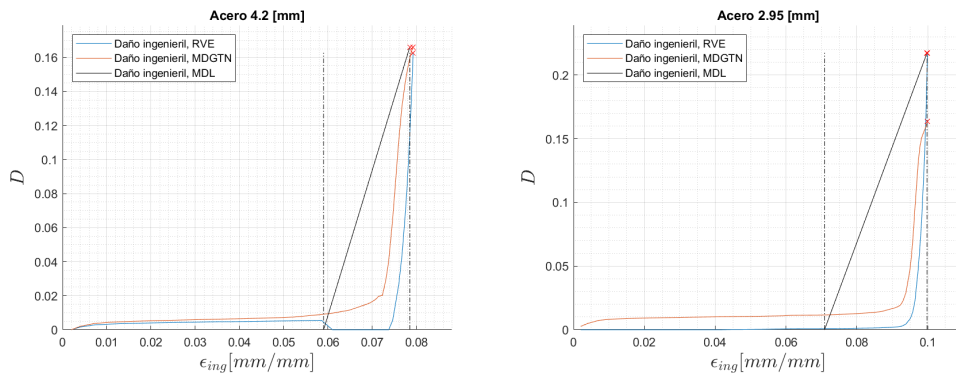 Acero 4.2 [mm]
Daño ingenieril, RVE
Daño ingenieril, MDGTN
Daño ingenieril, MDL
D
0.16
0.14
0.12
0.1
0.08
0.06
0.04
0.02
0
0 0.01 0.02 0.03 0.04 0.05 0.06 0.07 0.08
ϵing[mm/mm]
Acero 2.95 [mm]
Daño ingenieril, RVE
Daño ingenieril, MDGTN
Daño ingenieril, MDL
D
0.2
0.15
0.1
0.05
0
0 0.02 0.04 0.06 0.08 0.1
ϵing[mm/mm]